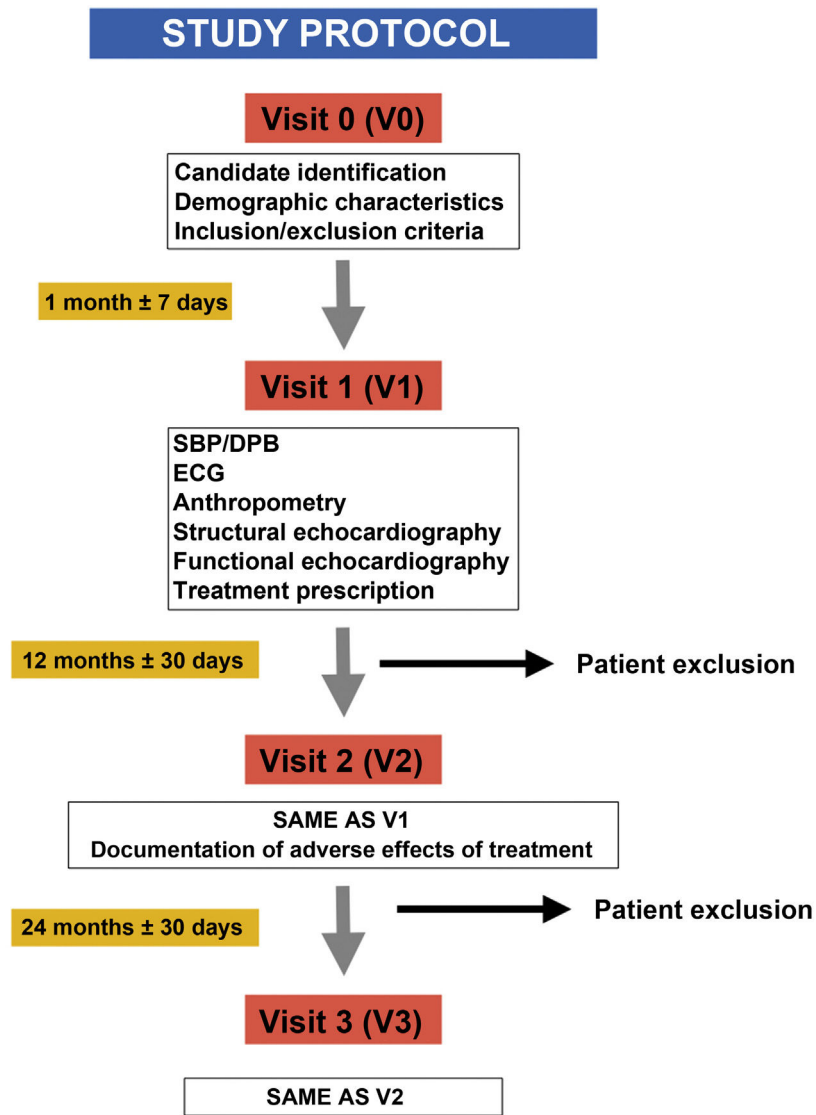 STUDY PROTOCOL
Visit 0 (V0)
Candidate identification
Demographic characteristics
Inclusion/exclusion criteria
1 month ± 7 days
Visit 1 (V1)
SBP/DPB
ECG
Anthropometry
Structural echocardiography
Functional echocardiography
Treatment prescription
12 months ± 30 days
Patient exclusion
Visit 2 (V2)
SAME AS V1
Documentation of adverse effects of treatment
24 months ± 30 days
Patient exclusion
Visit 3 (V3)
SAME AS V2